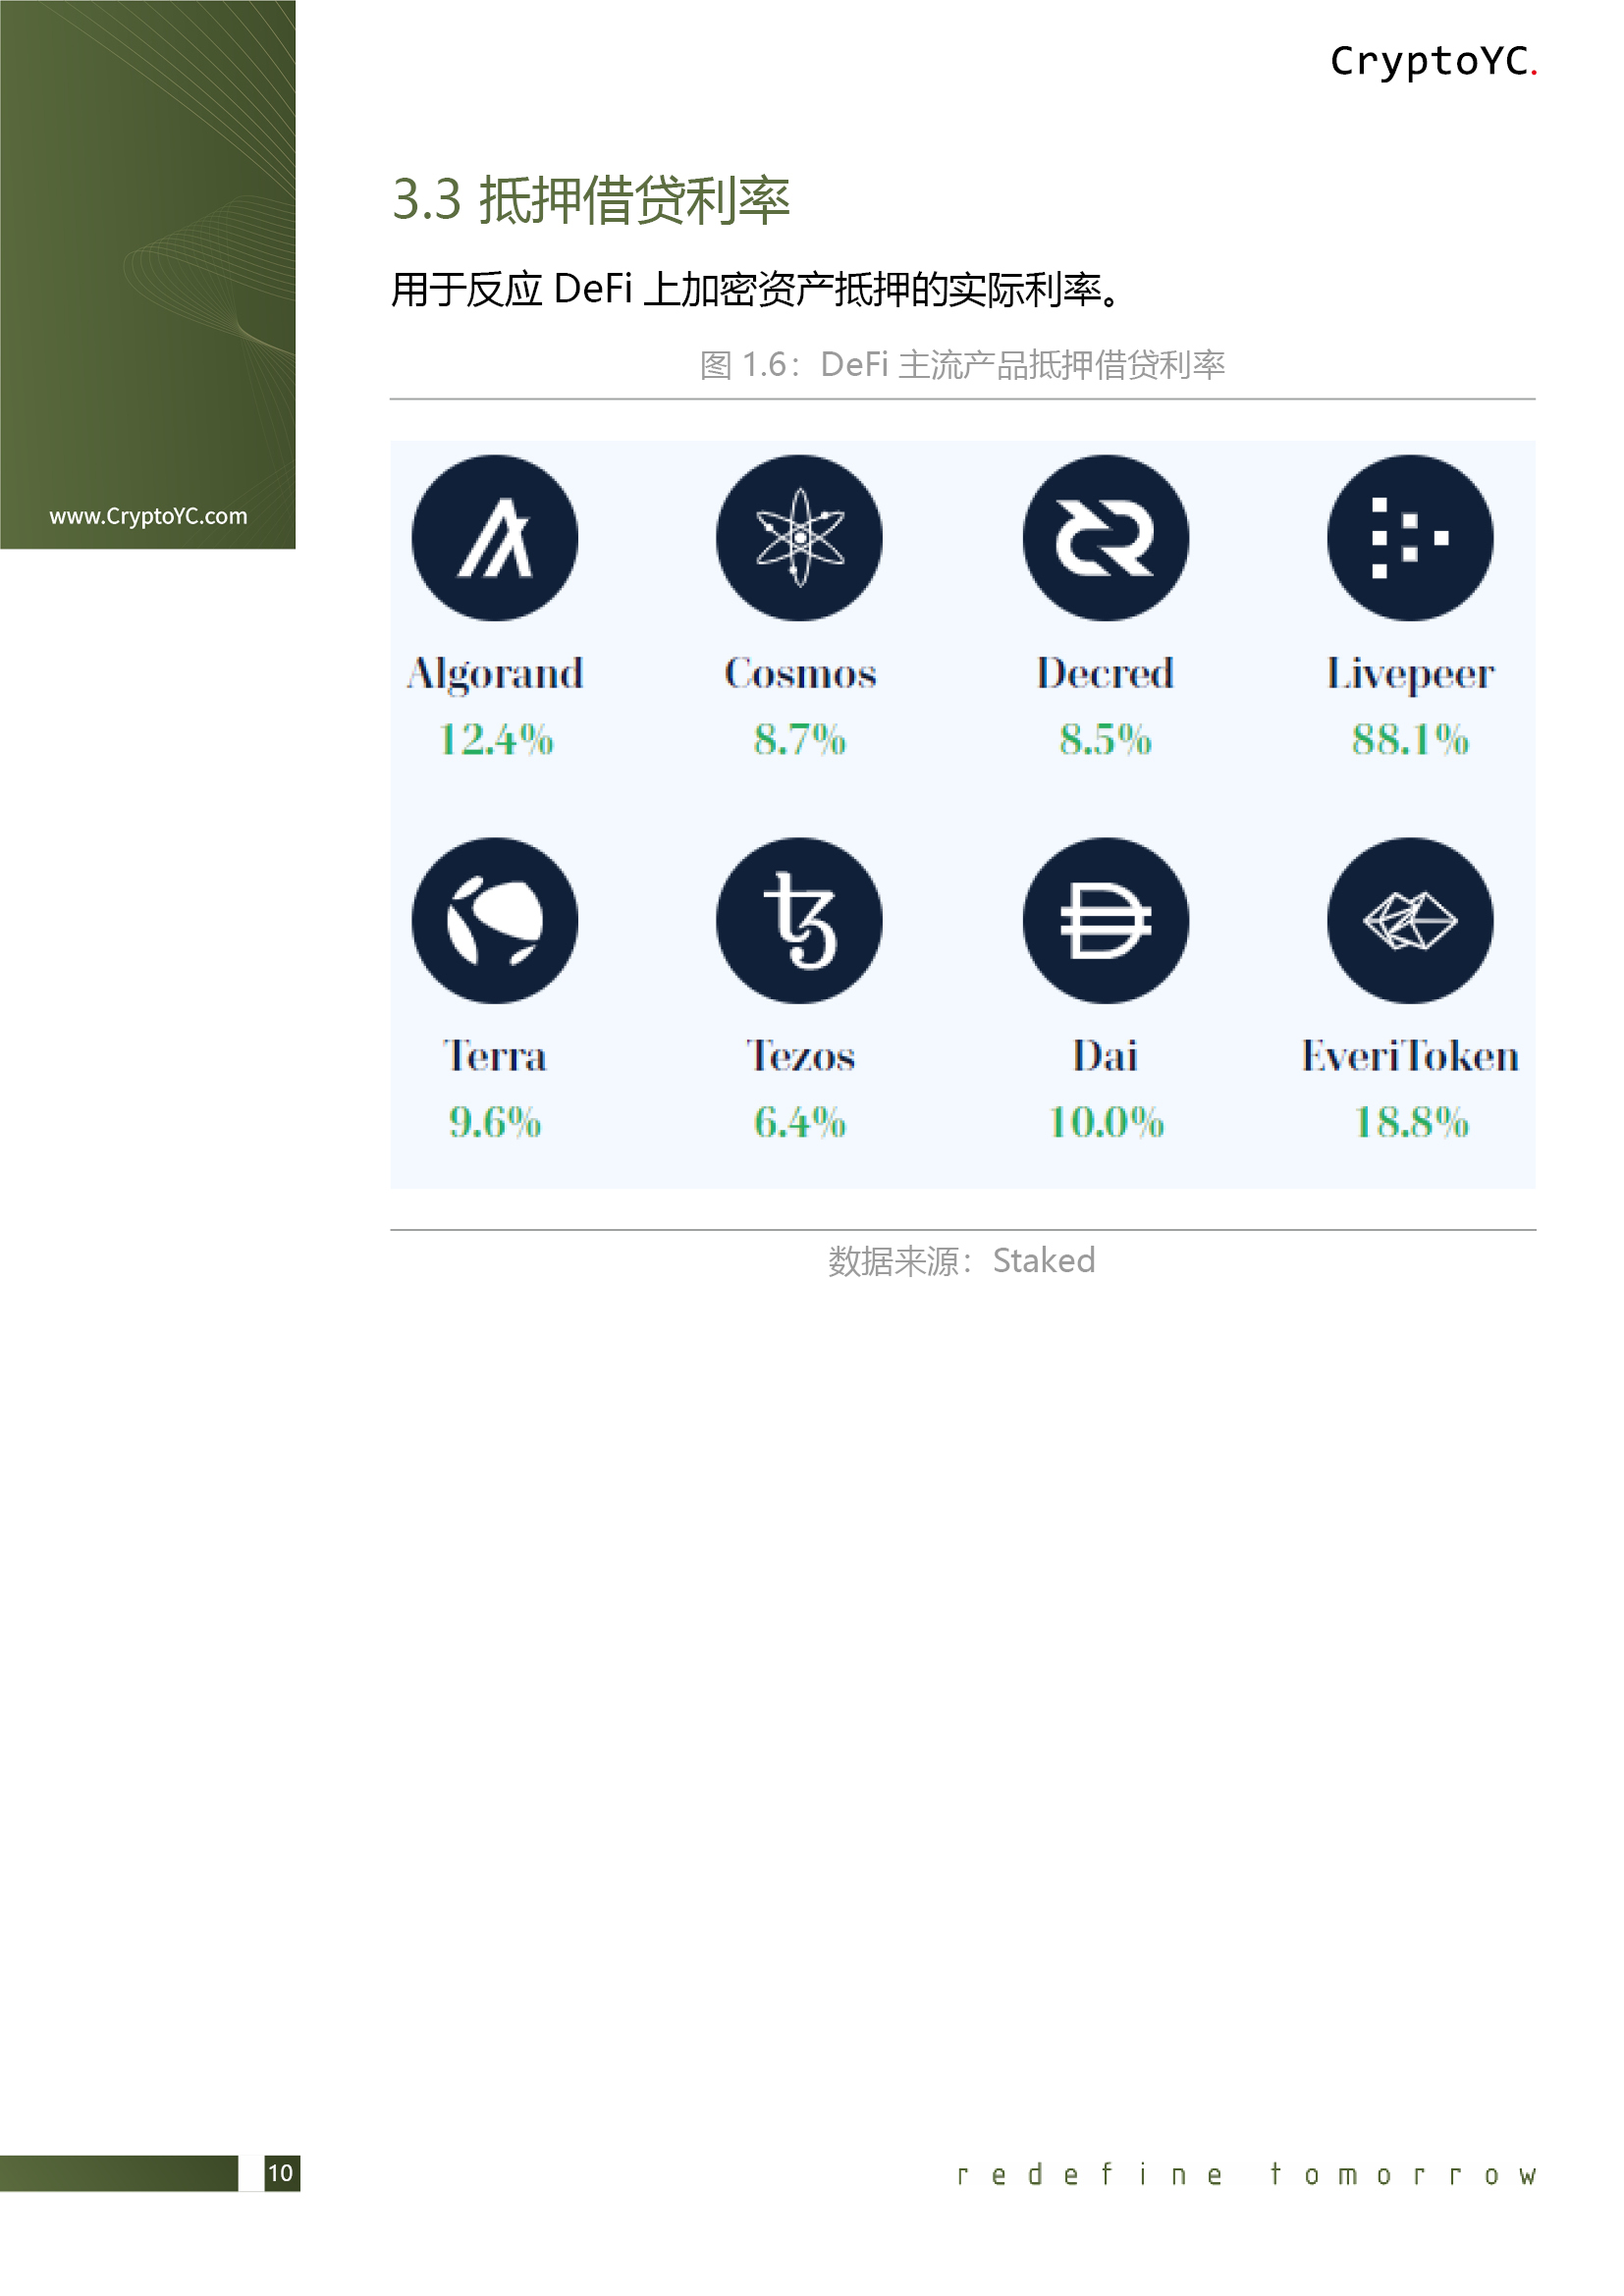 CryptoYC.
www.CryptoYC.com
3.3 抵押借贷利率
用于反应 DeFi 上加密资产抵押的实际利率。
图 1.6：DeFi 主流产品抵押借贷利率
Algorand Cosmos Decred Livepeer
12.4% 8.7% 8.5% 88.1%
Terra Tezos Dai EveriToken
9.6% 6.4% 10.0% 18.8%
数据来源：Staked
10
redefine tomorrow